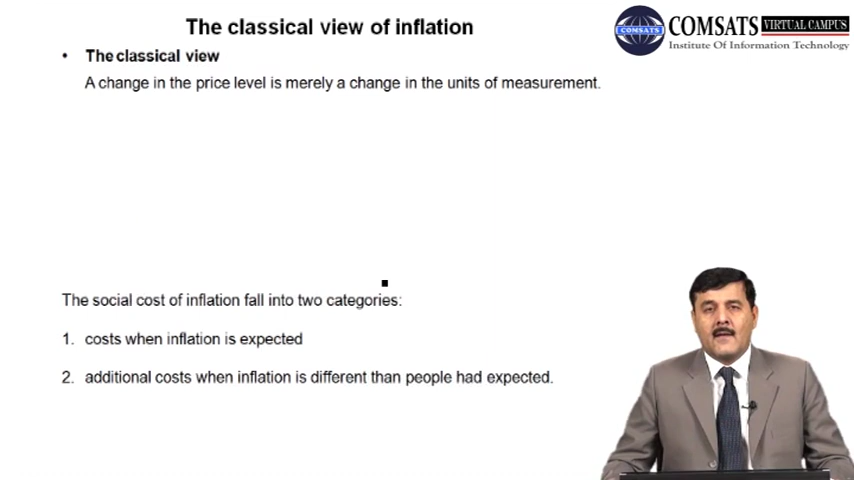 The classical view of inflation
COMSATS
COMSATS VIRTUAL CAMPUS
Institute Of Information Technology
• The classical view
A change in the price level is merely a change in the units of measurement.
The social cost of inflation fall into two categories:
1. costs when inflation is expected
2. additional costs when inflation is different than people had expected.